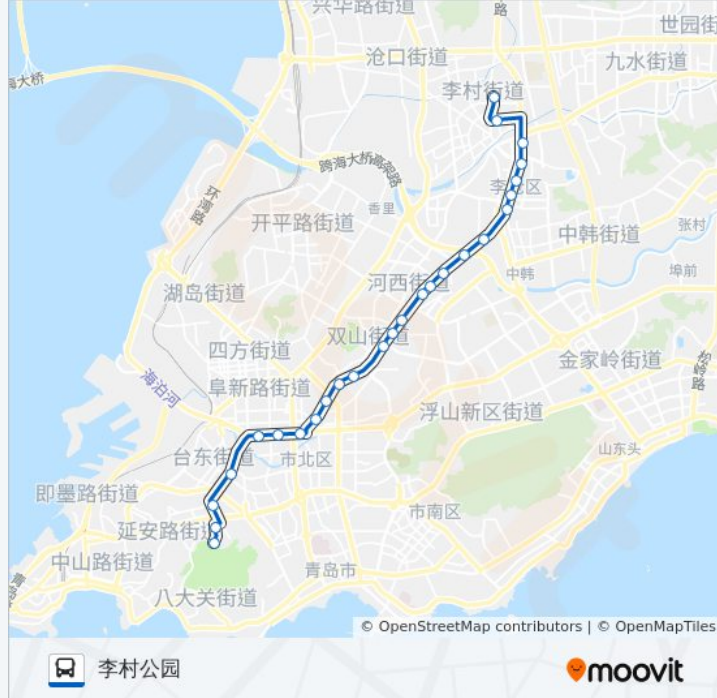 兴华路街道
路
世园街
沧口街道
九水街道
海大桥
李村街道
跨海大桥高架路
环湾路
香里
开平路街道
中韩街道
张村
河西街道
中韩
埠前
湖岛街道
双山街道
四方街道
金家岭街道
松岭路
海泊河
阜新路街道
浮山新区街道
台东街道
市北区
山东头
即墨路街道
市南区
延安路街道
中山路街道
青岛市
青岛
八大关街道
© OpenStreetMap contributors | © OpenMapTiles
李村公园
moovit